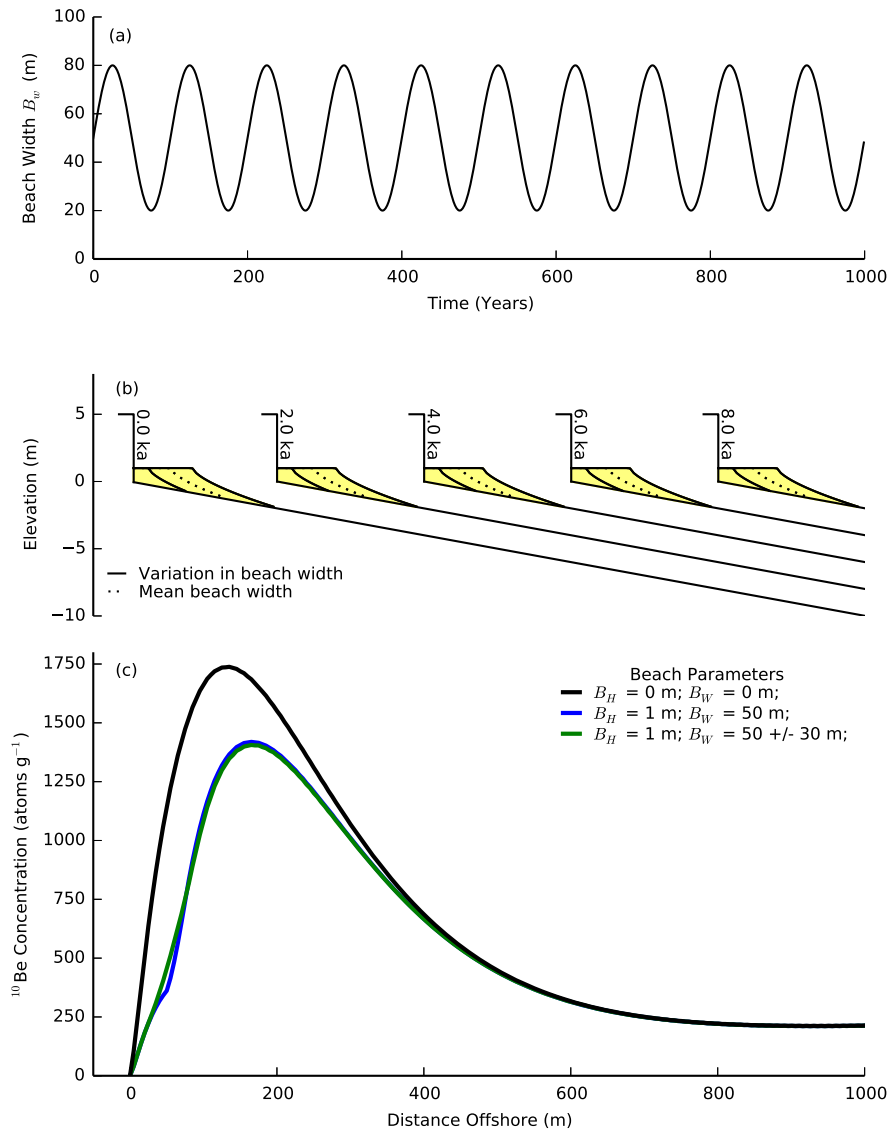 (a)
100
80
60
40
20
0
Beach Width B_w (m)
0 200 400 600 800 1000
Time (Years)
(b)
5
0
−5
−10
Elevation (m)
0.0 ka
2.0 ka
4.0 ka
6.0 ka
8.0 ka
Variation in beach width
Mean beach width
(c)
1750
1500
1250
1000
750
500
250
0
¹⁰Be Concentration (atoms g⁻¹)
Beach Parameters
B_H = 0 m; B_W = 0 m;
B_H = 1 m; B_W = 50 m;
B_H = 1 m; B_W = 50 +/- 30 m;
0 200 400 600 800 1000
Distance Offshore (m)